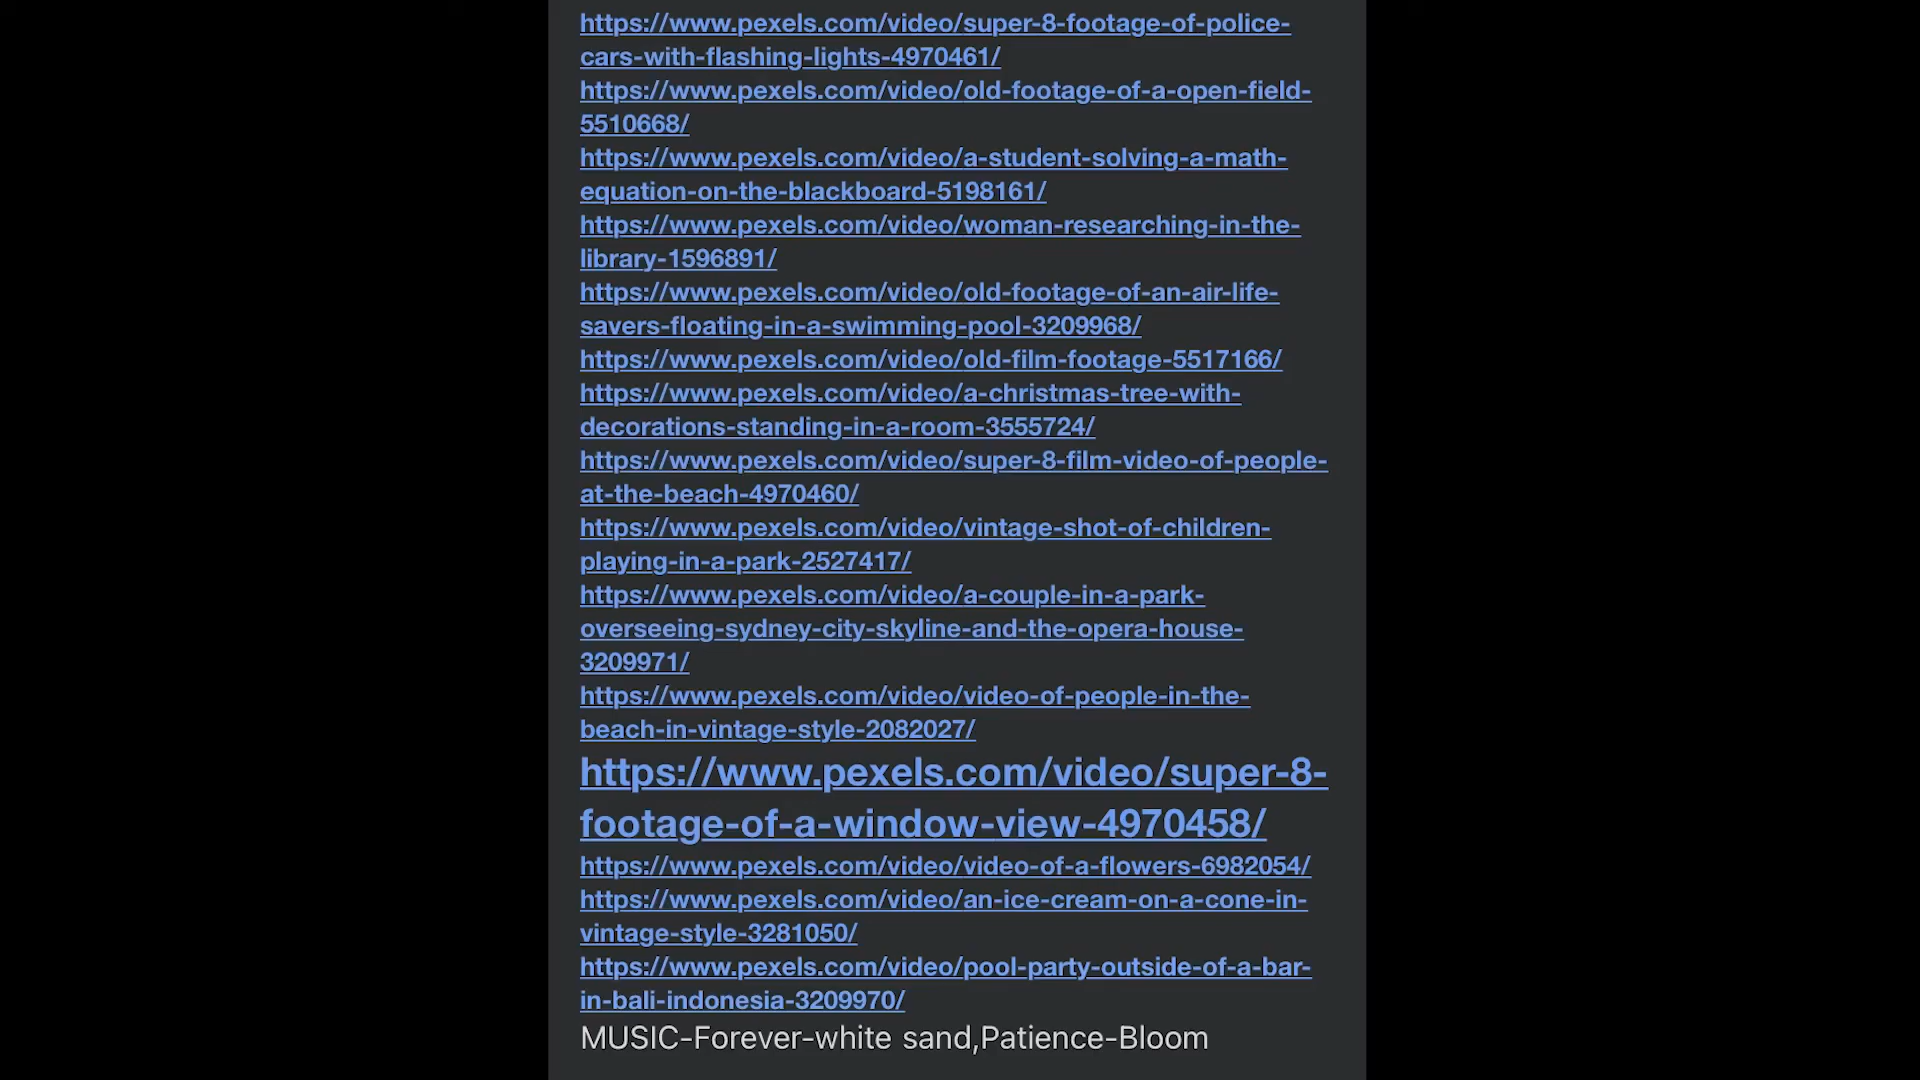 https://www.pexels.com/video/super-8-footage-of-police-
cars-with-flashing-lights-4970461/
https://www.pexels.com/video/old-footage-of-a-open-field-
5510668/
https://www.pexels.com/video/a-student-solving-a-math-
equation-on-the-blackboard-5198161/
https://www.pexels.com/video/woman-researching-in-the-
library-1596891/
https://www.pexels.com/video/old-footage-of-an-air-life-
savers-floating-in-a-swimming-pool-3209968/
https://www.pexels.com/video/old-film-footage-5517166/
https://www.pexels.com/video/a-christmas-tree-with-
decorations-standing-in-a-room-3555724/
https://www.pexels.com/video/super-8-film-video-of-people-
at-the-beach-4970460/
https://www.pexels.com/video/vintage-shot-of-children-
playing-in-a-park-2527417/
https://www.pexels.com/video/a-couple-in-a-park-
overseeing-sydney-city-skyline-and-the-opera-house-
3209971/
https://www.pexels.com/video/video-of-people-in-the-
beach-in-vintage-style-2082027/
https://www.pexels.com/video/super-8-
footage-of-a-window-view-4970458/
https://www.pexels.com/video/video-of-a-flowers-6982054/
https://www.pexels.com/video/an-ice-cream-on-a-cone-in-
vintage-style-3281050/
https://www.pexels.com/video/pool-party-outside-of-a-bar-
in-bali-indonesia-3209970/
MUSIC-Forever-white sand,Patience-Bloom